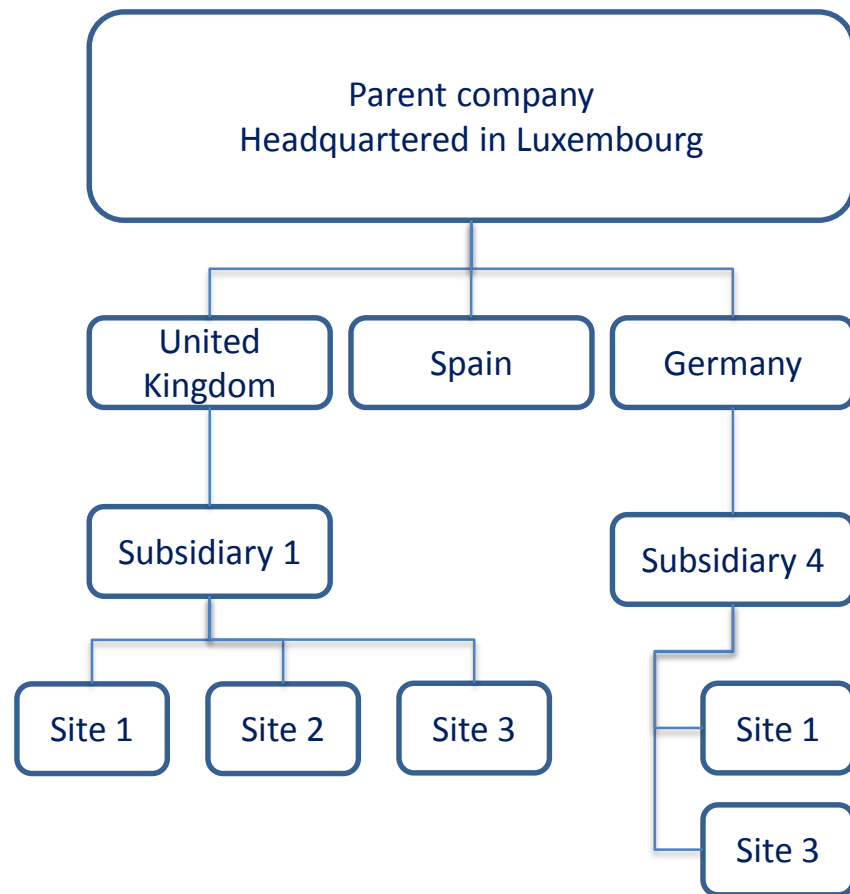 Parent company
Headquartered in Luxembourg
United
Kingdom
Spain
Germany
Subsidiary 1
Subsidiary 4
Site 1
Site 2
Site 3
Site 1
Site 3